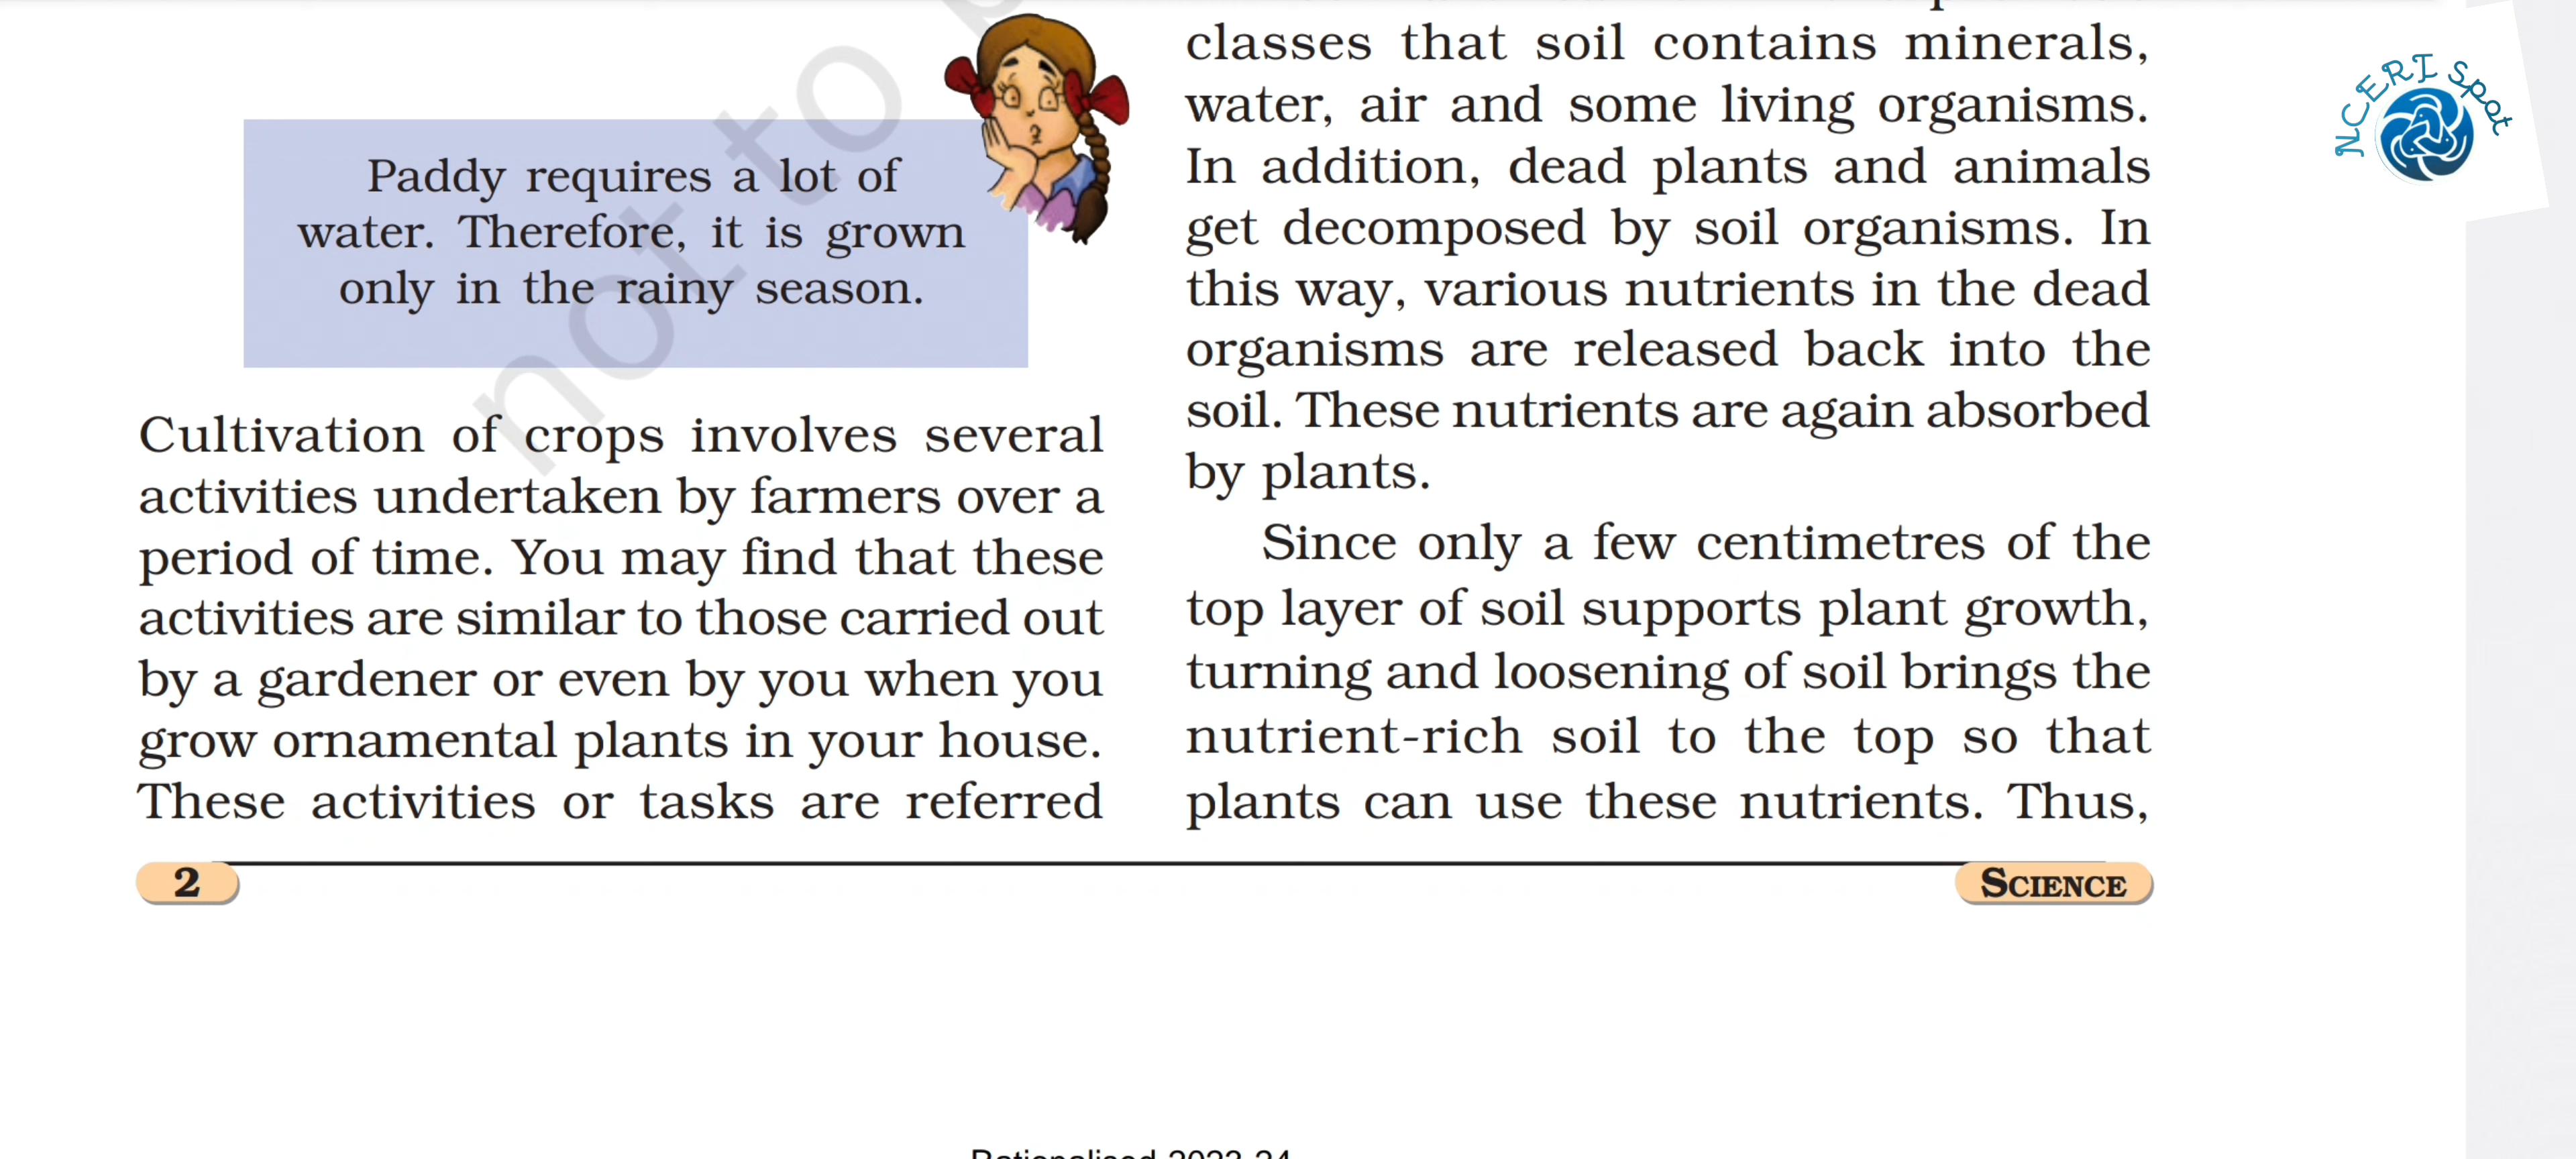 Paddy requires a lot of
water. Therefore, it is grown
only in the rainy season.
Cultivation of crops involves several
activities undertaken by farmers over a
period of time. You may find that these
activities are similar to those carried out
by a gardener or even by you when you
grow ornamental plants in your house.
These activities or tasks are referred
classes that soil contains minerals,
water, air and some living organisms.
In addition, dead plants and animals
get decomposed by soil organisms. In
this way, various nutrients in the dead
organisms are released back into the
soil. These nutrients are again absorbed
by plants.
Since only a few centimetres of the
top layer of soil supports plant growth,
turning and loosening of soil brings the
nutrient-rich soil to the top so that
plants can use these nutrients. Thus,
2
SCIENCE
NCERT Spot
not to